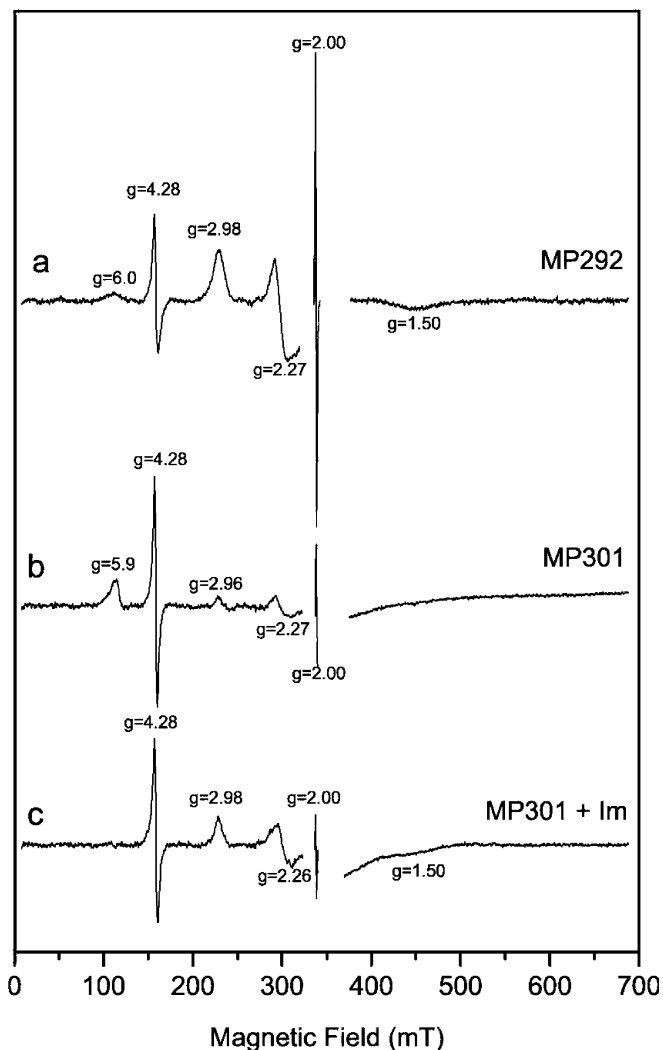 g=2.00
g=4.28
g=2.98
a
g=6.0
MP292
g=1.50
g=2.27
g=4.28
b
g=5.9
MP301
g=2.96
g=2.27
g=2.00
g=4.28
c
g=2.98
g=2.00
MP301 + Im
g=2.26
g=1.50
0 100 200 300 400 500 600 700
Magnetic Field (mT)